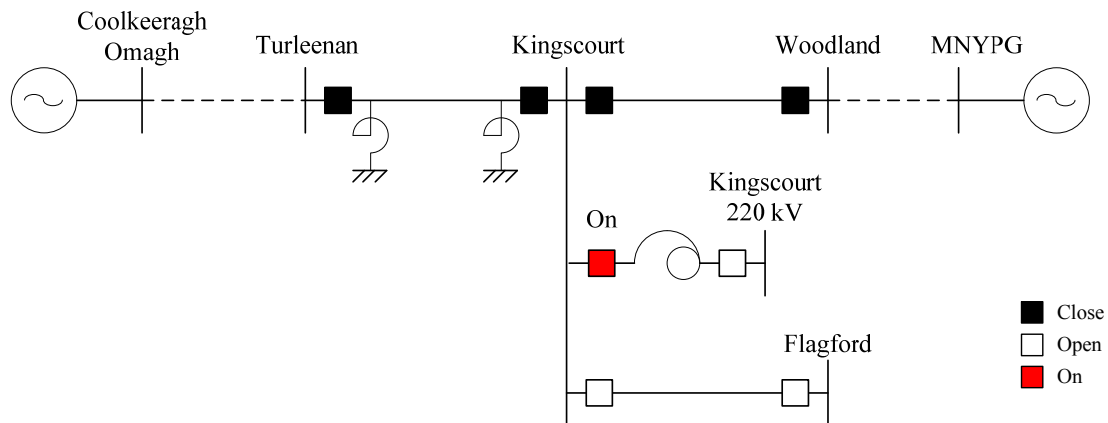 Coolkeeragh
Omagh
Turleenan
Kingscourt
Woodland
MNYPG
Kingscourt
220 kV
On
Flagford
Close
Open
On